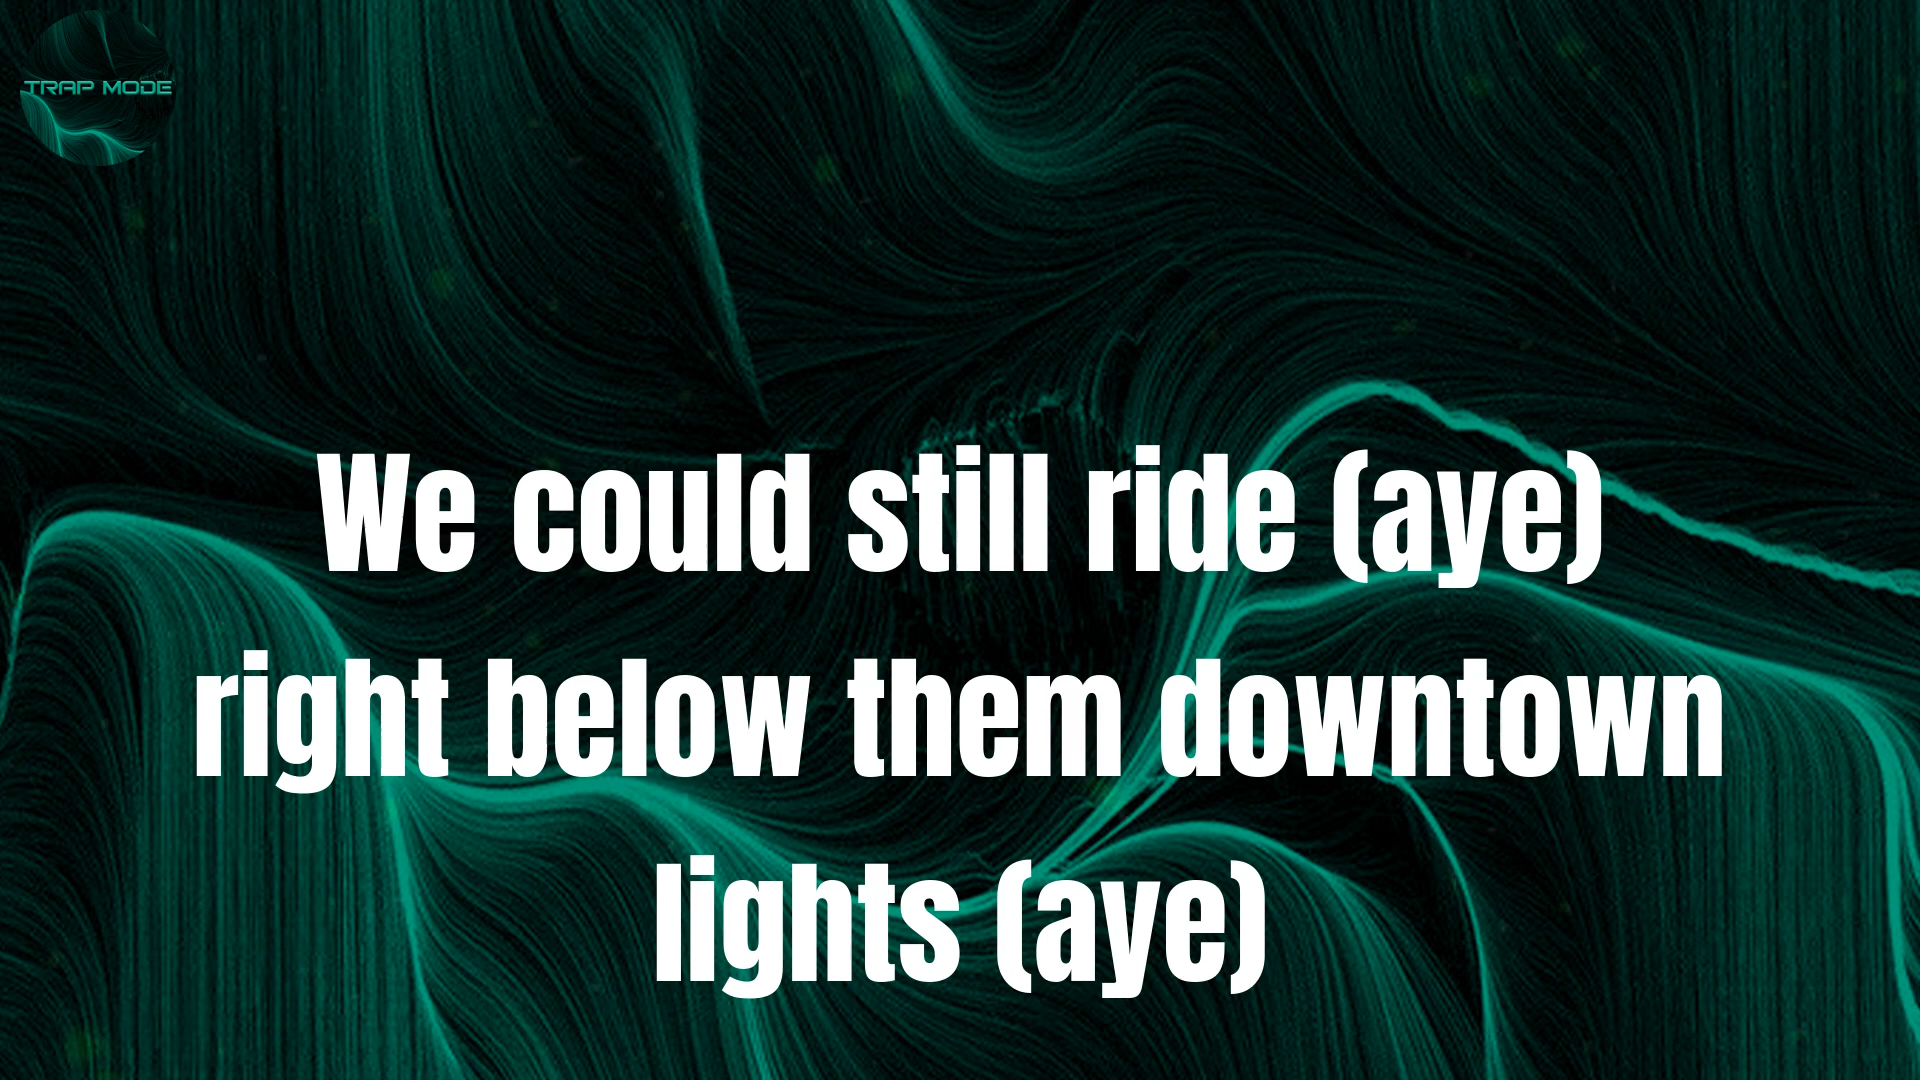 TRAP MODE
We could still ride (aye)
right below them downtown
lights (aye)